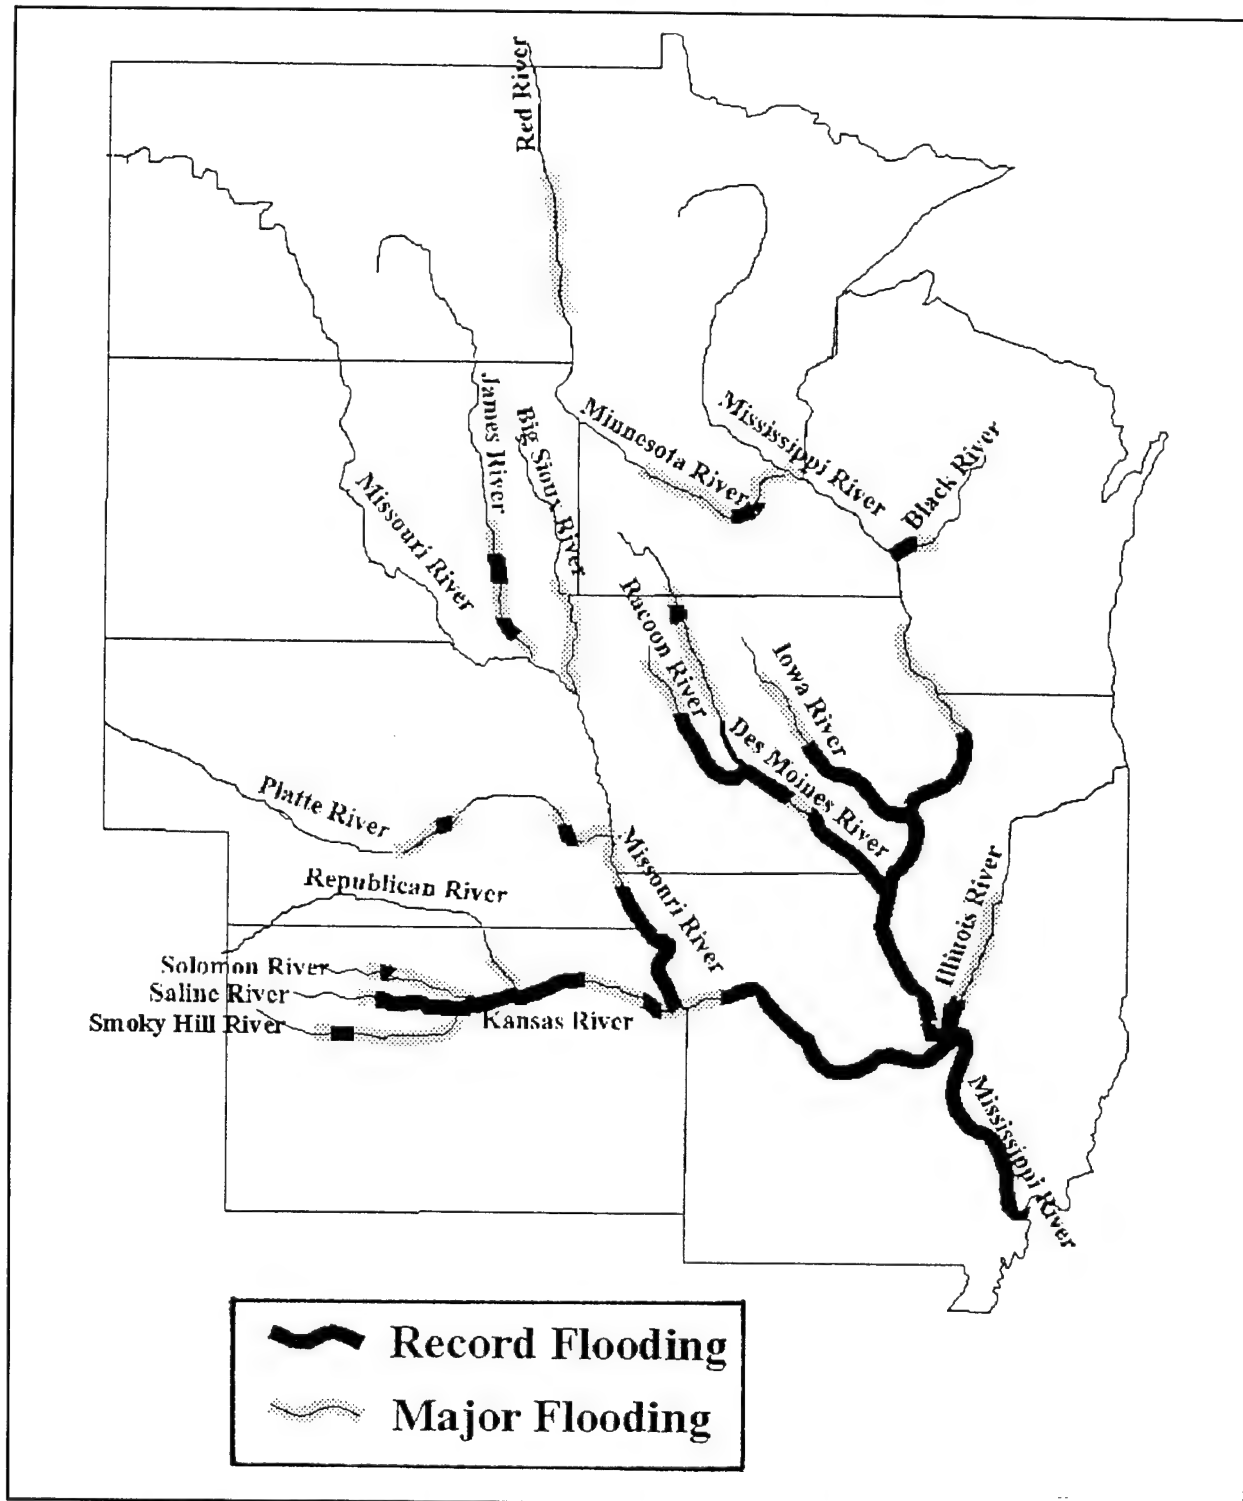 Red River
James River
Big Sioux River
Minnesota River
Mississippi River
Black River
Missouri River
Racoon River
Iowa River
Des Moines River
Platte River
Missouri River
Republican River
Illinois River
Solomon River
Saline River
Smoky Hill River
Kansas River
Mississippi River
Record Flooding
Major Flooding